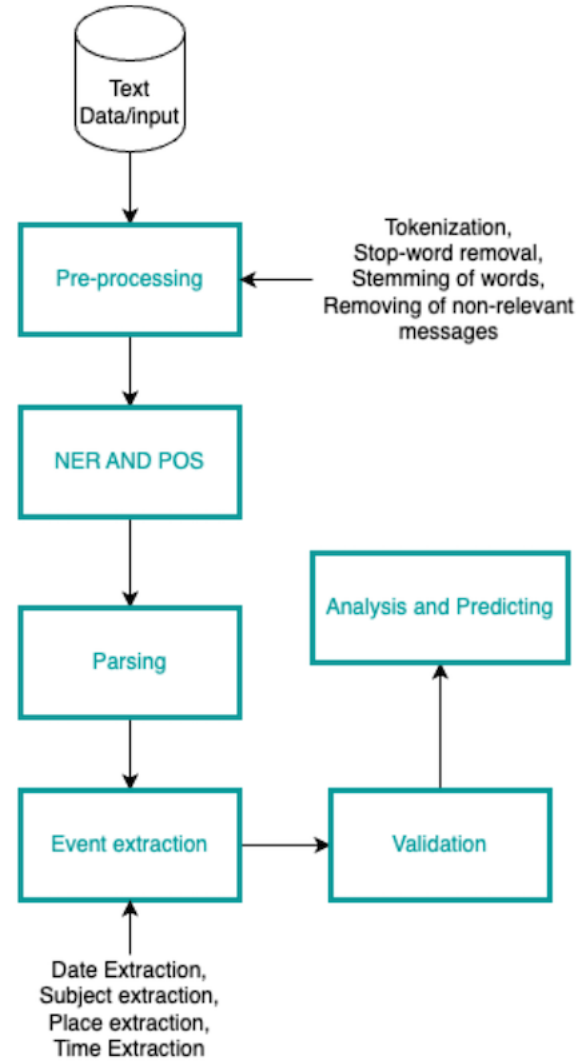 Text
Data/input
Pre-processing
Tokenization,
Stop-word removal,
Stemming of words,
Removing of non-relevant
messages
NER AND POS
Analysis and Predicting
Parsing
Event extraction
Validation
Date Extraction,
Subject extraction,
Place extraction,
Time Extraction